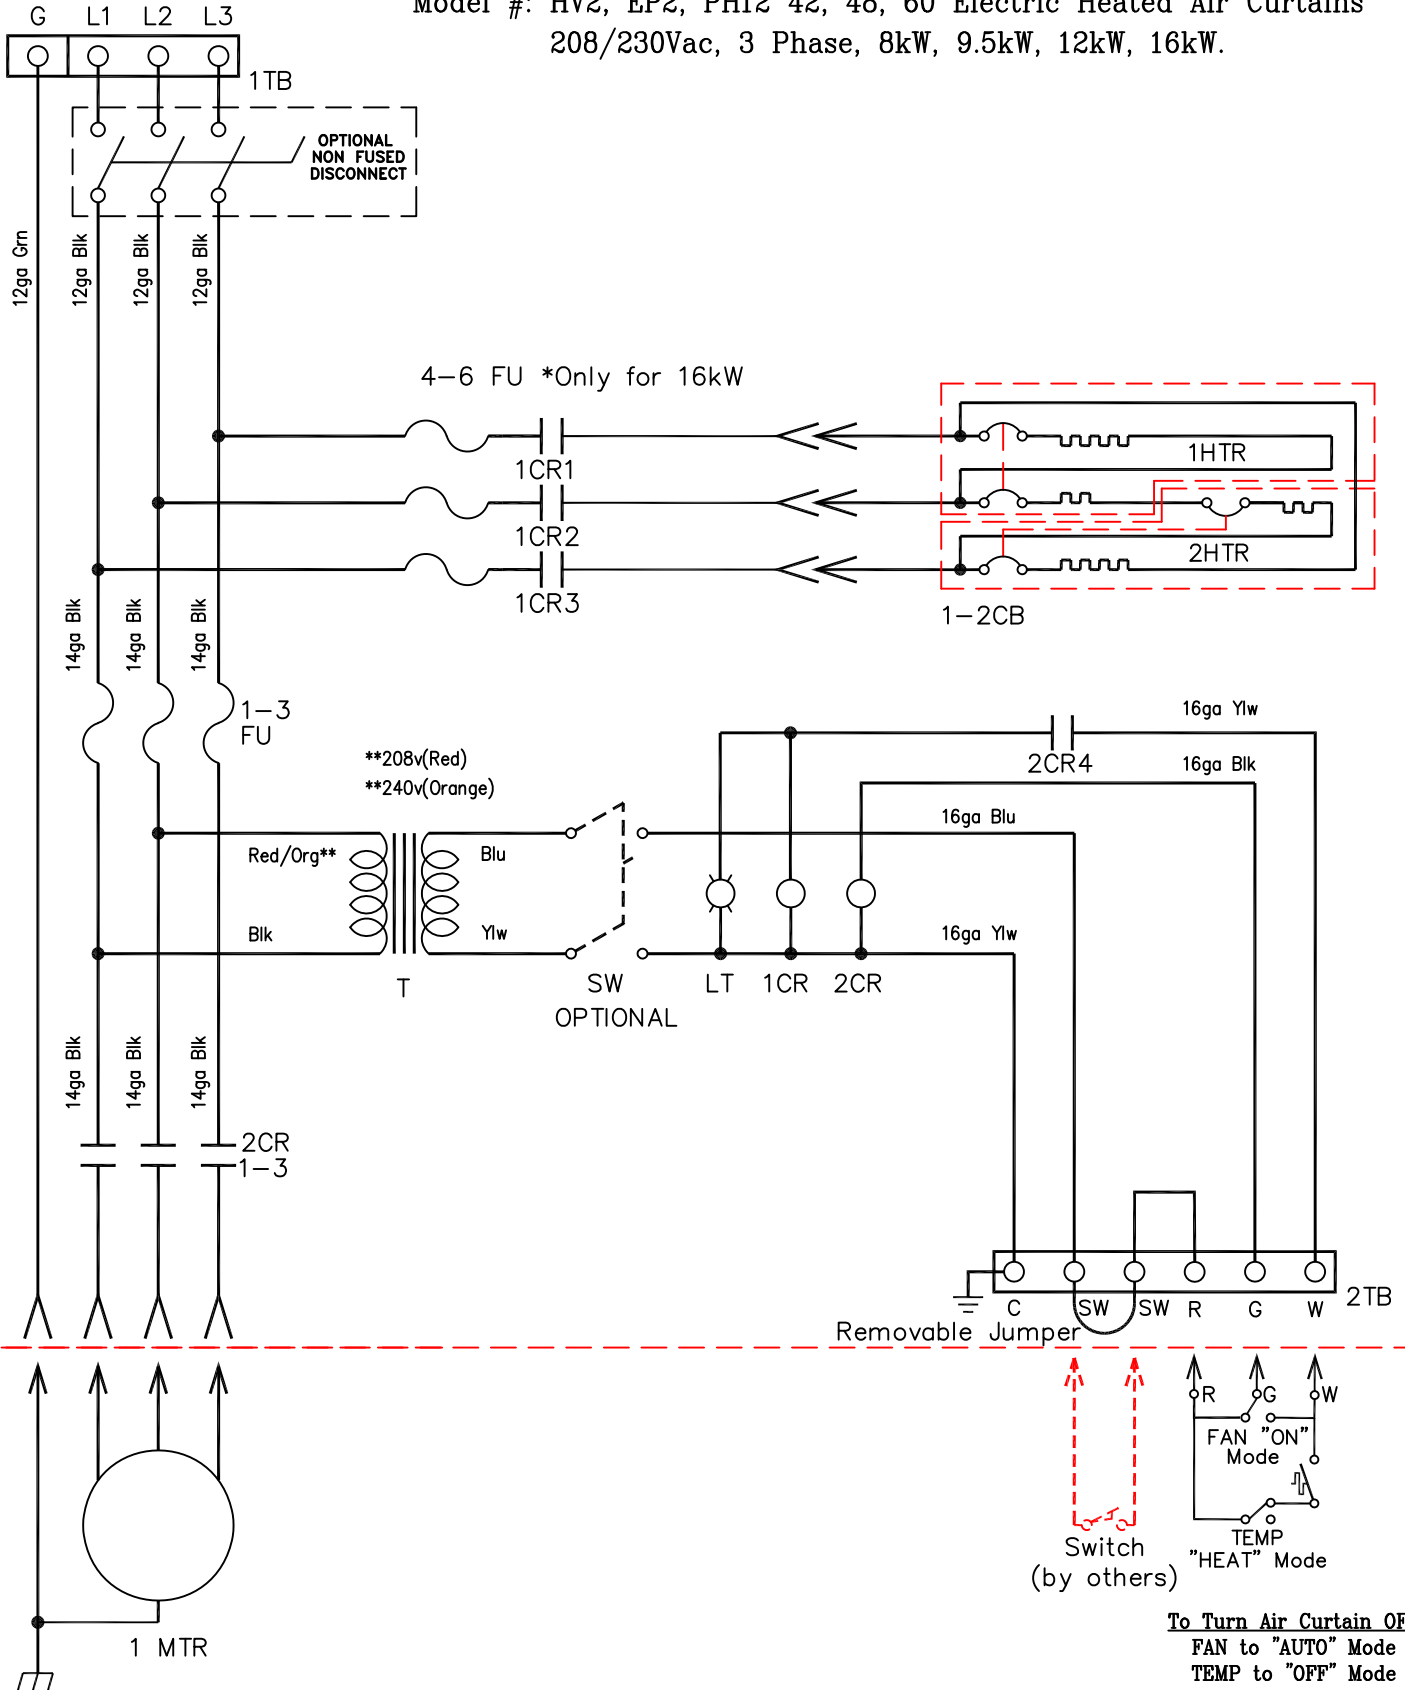 Model #: HV2, EP2, PH12 42, 48, 60 Electric Heated Air Curtains
208/230Vac, 3 Phase, 8kW, 9.5kW, 12kW, 16kW.
G L1 L2 L3
1TB
OPTIONAL
NON FUSED
DISCONNECT
12ga Grn
12ga Blk
12ga Blk
12ga Blk
4-6 FU *Only for 16kW
1CR1
1HTR
1CR2
2HTR
1CR3
1-2CB
14ga Blk
14ga Blk
14ga Blk
1-3
FU
16ga Ylw
2CR4
16ga Blk
**208v(Red)
**240v(Orange)
16ga Blu
Red/Org**
Blu
Blk
Ylw
16ga Ylw
T
SW
OPTIONAL
LT 1CR 2CR
14ga Blk
14ga Blk
14ga Blk
2CR
1-3
C SW SW R G W
2TB
Removable Jumper
R G W
FAN "ON"
Mode
TEMP
"HEAT" Mode
Switch
(by others)
1 MTR
To Turn Air Curtain
FAN to "AUTO" Mode
TEMP to "OFF" Mode